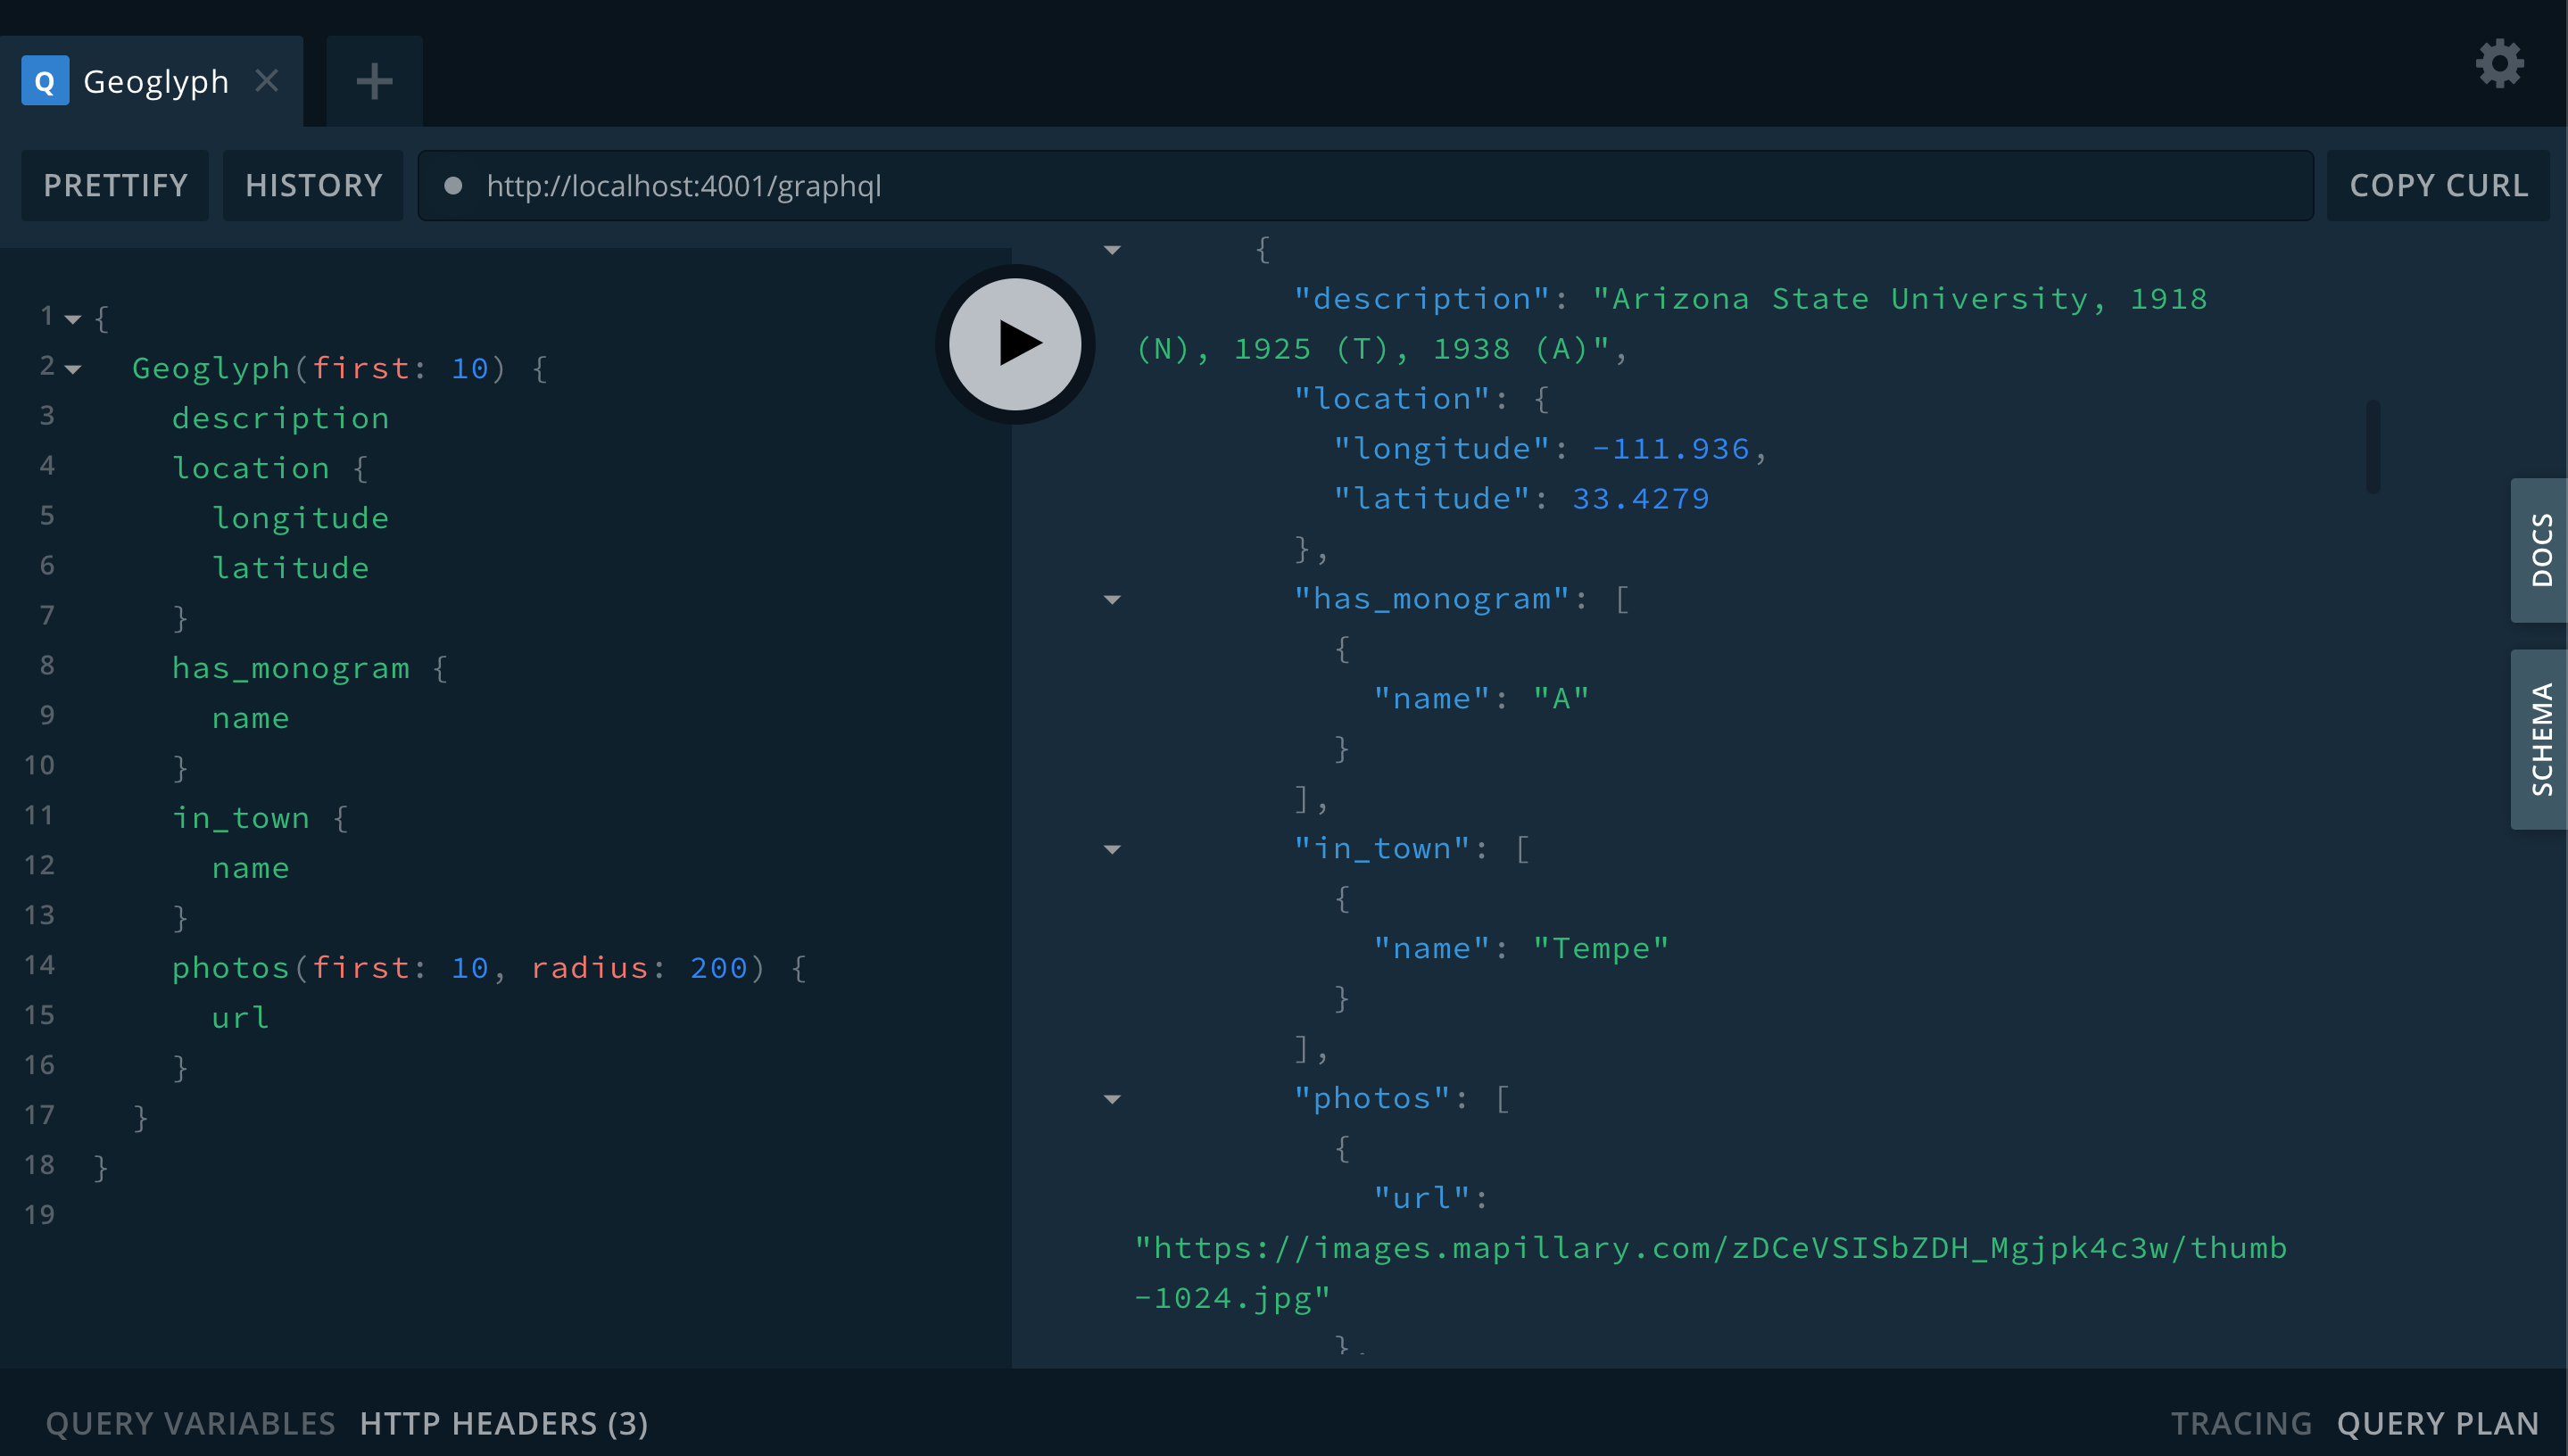 Q Geoglyph ×
PRETTIFY HISTORY http://localhost:4001/graphql COPY CURL
1 {
2 Geoglyph(first: 10) {
3 description
4 location {
5 longitude
6 latitude
7 }
8 has_monogram {
9 name
10 }
11 in_town {
12 name
13 }
14 photos(first: 10, radius: 200) {
15 url
16 }
17 }
18 }
19
{
"description": "Arizona State University, 1918
(N), 1925 (T), 1938 (A)",
"location": {
"longitude": -111.936,
"latitude": 33.4279
},
"has_monogram": [
{
"name": "A"
}
],
"in_town": [
{
"name": "Tempe"
}
],
"photos": [
{
"url":
"https://images.mapillary.com/zDCeVSISbZDH_Mgjpk4c3w/thumb
-1024.jpg"
},
DOCS
SCHEMA
QUERY VARIABLES HTTP HEADERS (3)
TRACING QUERY PLAN